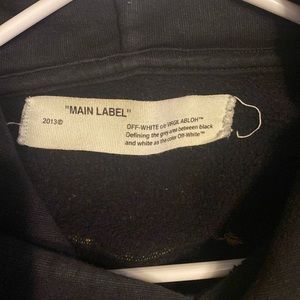 "MAIN LABEL"
2013©
OFF-WHITE c/o VIRGIL ABLOH™
Defining the grey area between black
and white as the color Off-White™